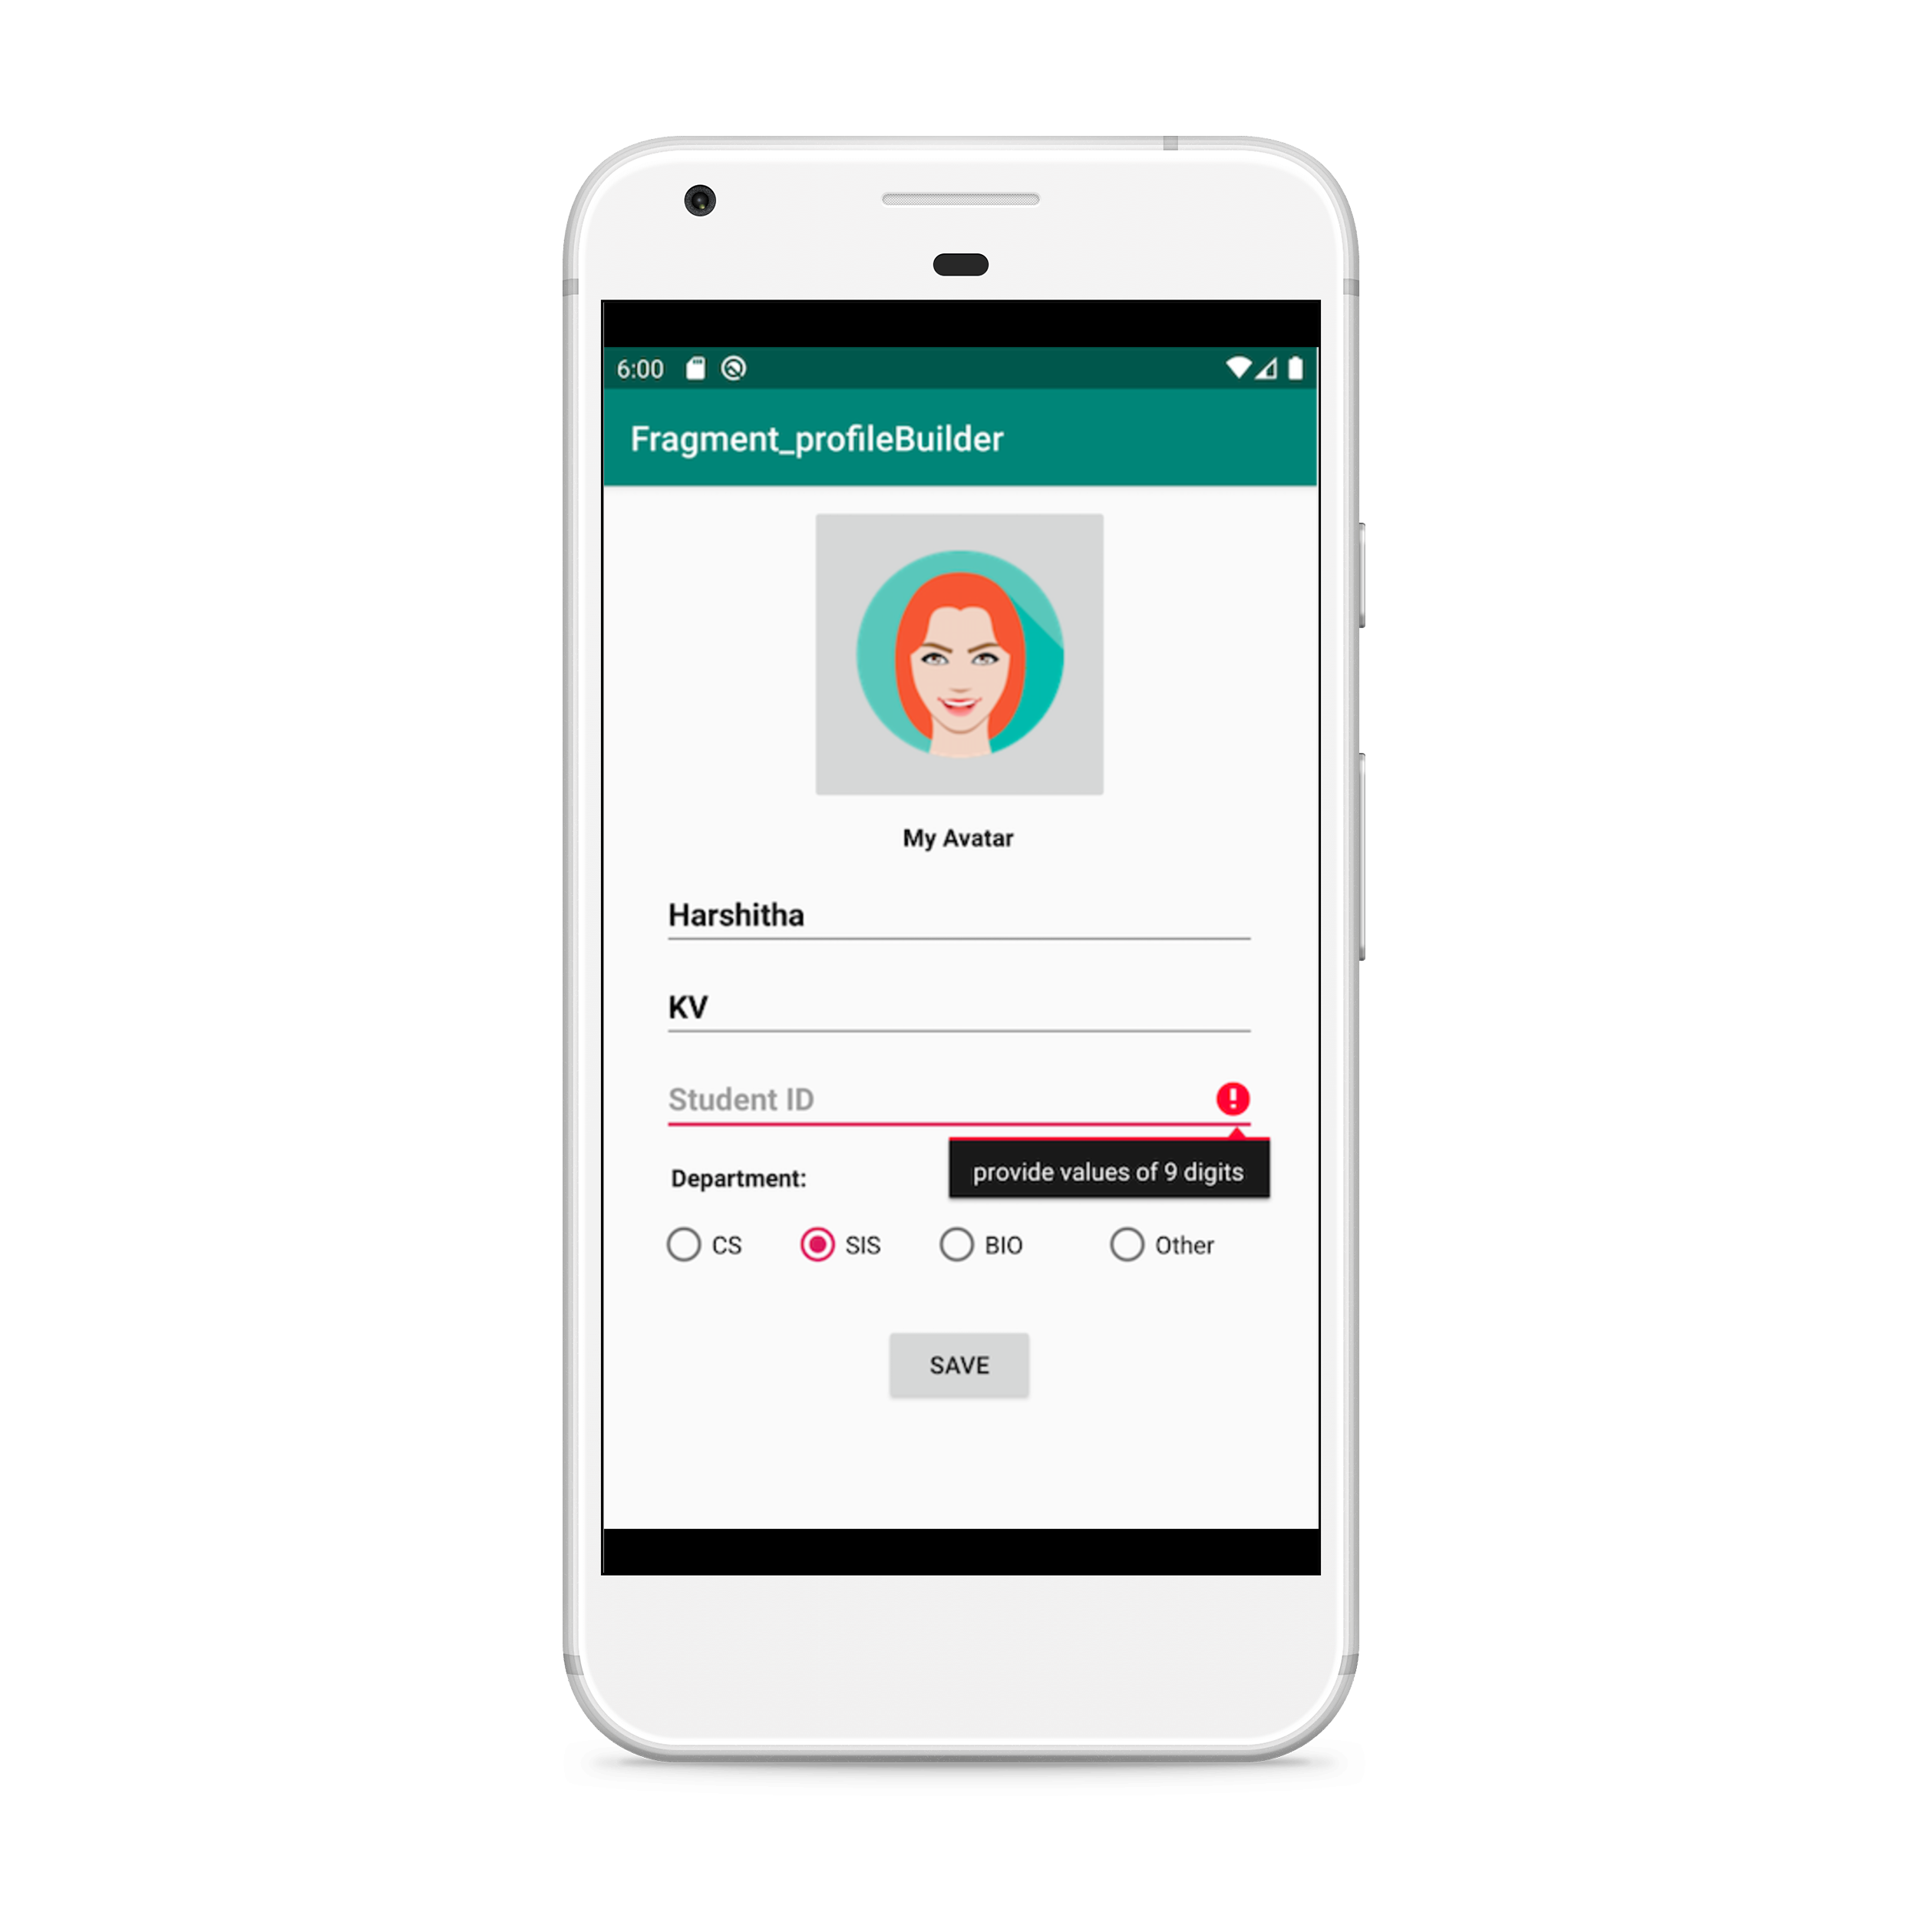 6:00
Fragment_profileBuilder
My Avatar
Harshitha
KV
Student ID
provide values of 9 digits
Department:
CS SIS BIO Other
SAVE